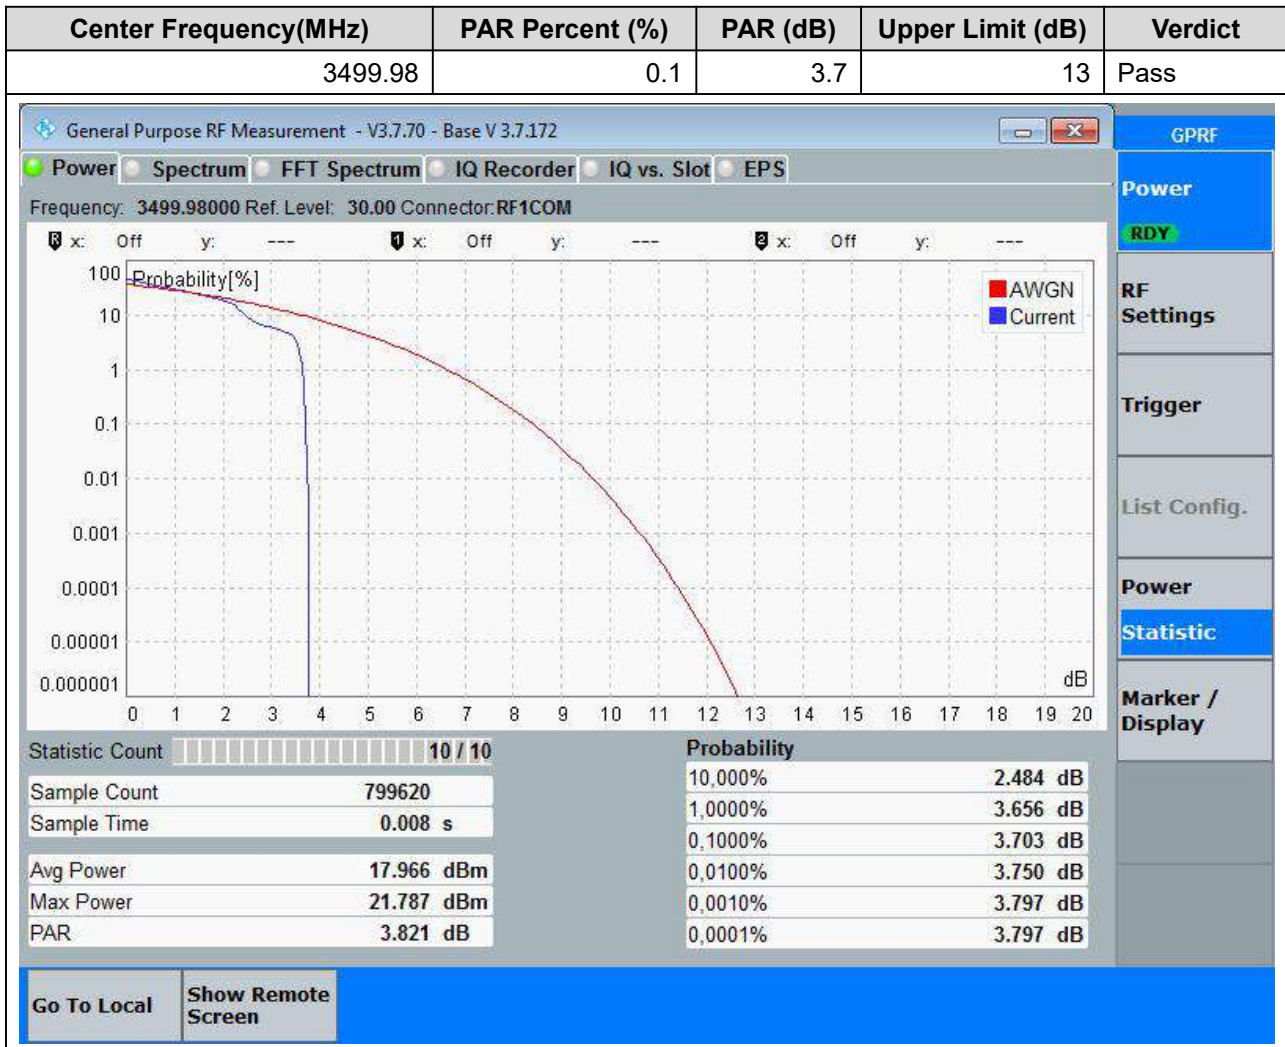 Center Frequency(MHz) PAR Percent (%) PAR (dB) Upper Limit (dB) Verdict
3499.98 0.1 3.7 13 Pass
General Purpose RF Measurement - V3.7.70 - Base V 3.7.172
GPRF
Power Spectrum FFT Spectrum IQ Recorder IQ vs. Slot EPS
Frequency: 3499.98000 Ref. Level: 30.00 Connector:RF1COM
R x: Off y: --- 1 x: Off y: --- 2 x: Off y: ---
Probability[%]
AWGN
Current
100
10
1
0.1
0.01
0.001
0.0001
0.00001
0.000001
dB
0 1 2 3 4 5 6 7 8 9 10 11 12 13 14 15 16 17 18 19 20
Statistic Count 10 / 10
Sample Count 799620
Sample Time 0.008 s
Avg Power 17.966 dBm
Max Power 21.787 dBm
PAR 3.821 dB
Probability
10,000% 2.484 dB
1,0000% 3.656 dB
0,1000% 3.703 dB
0,0100% 3.750 dB
0,0010% 3.797 dB
0,0001% 3.797 dB
Power
RDY
RF
Settings
Trigger
List Config.
Power
Statistic
Marker /
Display
Go To Local
Show Remote
Screen